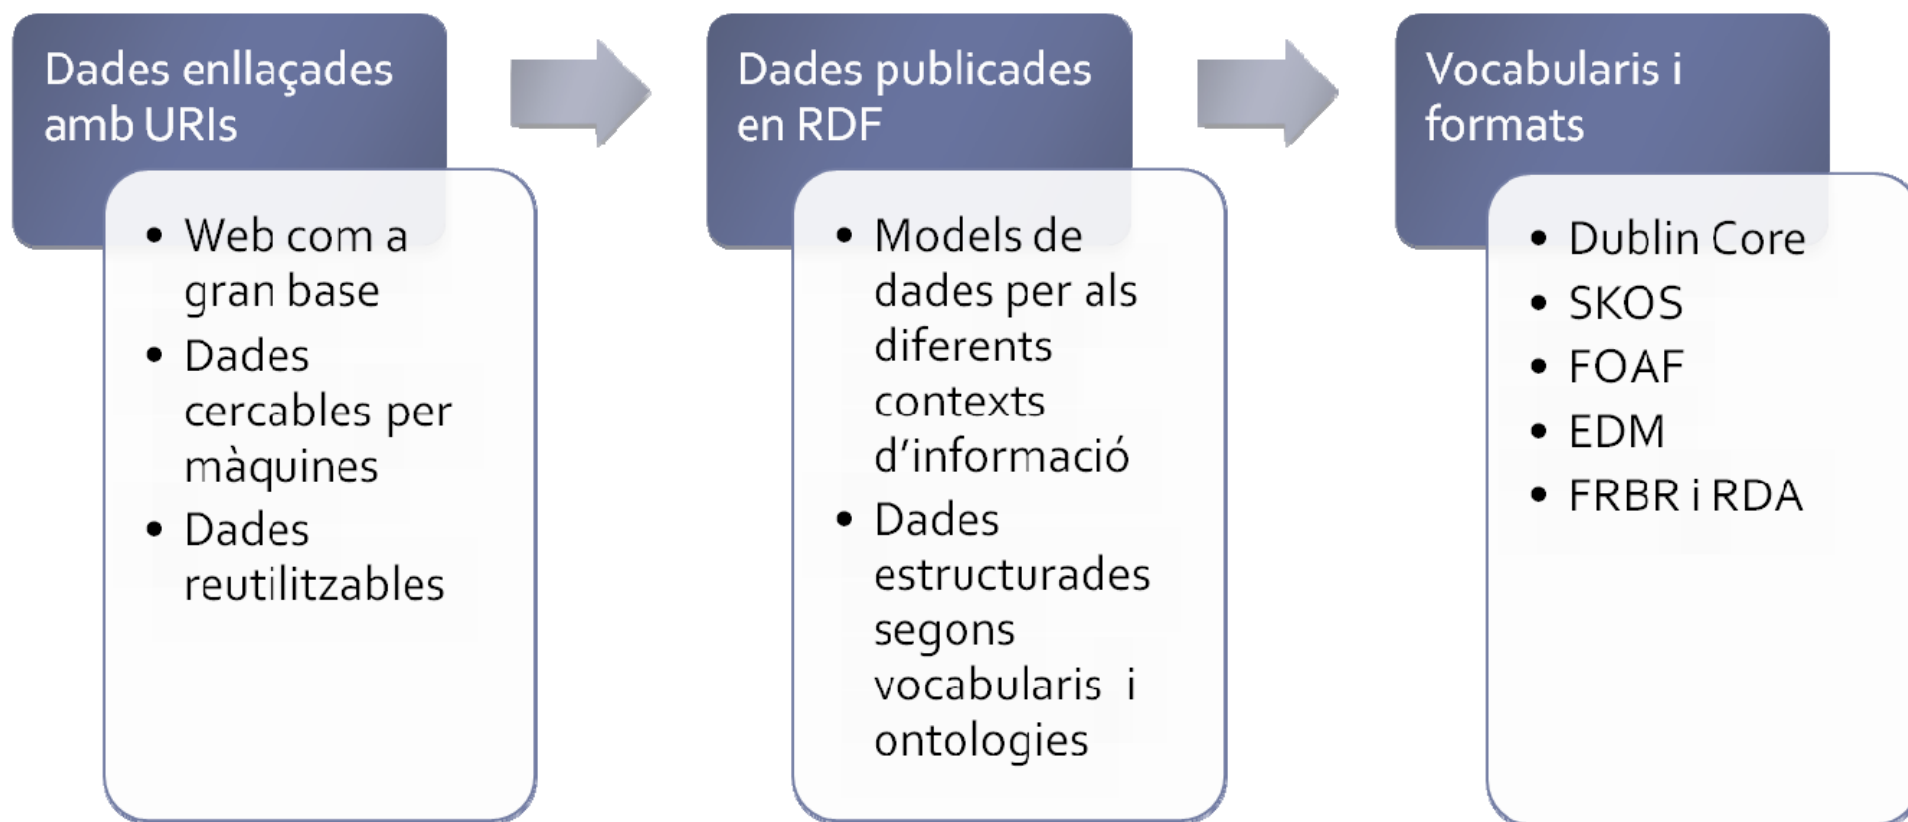 Dades enllaçades
amb URIs
• Web com a
gran base
• Dades
cercables per
màquines
• Dades
reutilitzables
Dades publicades
en RDF
• Models de
dades per als
diferents
contexts
d'informació
• Dades
estructurades
segons
vocabularis i
ontologies
Vocabularis i
formats
• Dublin Core
• SKOS
• FOAF
• EDM
• FRBR i RDA